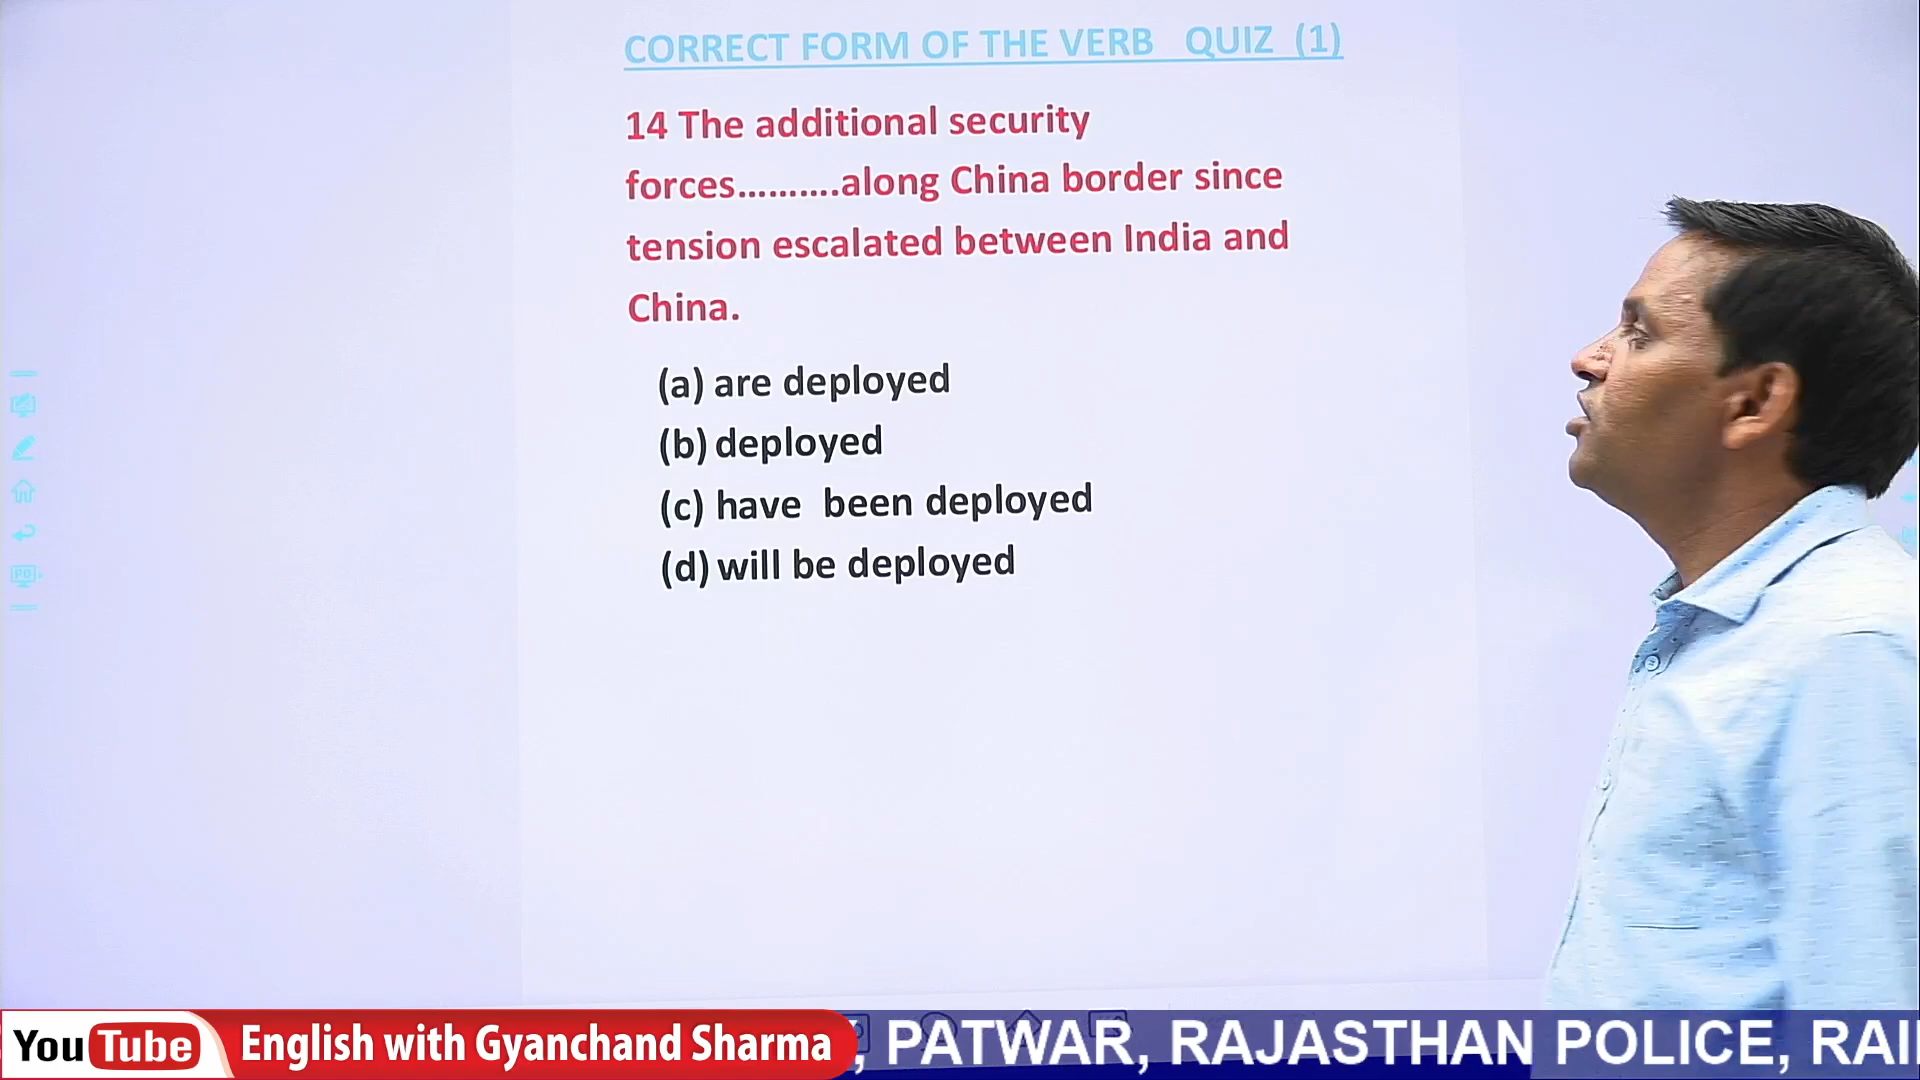 CORRECT FORM OF THE VERB QUIZ (1)
14 The additional security
forces..........along China border since
tension escalated between India and
China.
(a) are deployed
(b) deployed
(c) have been deployed
(d) will be deployed
YouTube English with Gyanchand Sharma , PATWAR, RAJASTHAN POLICE, RAI